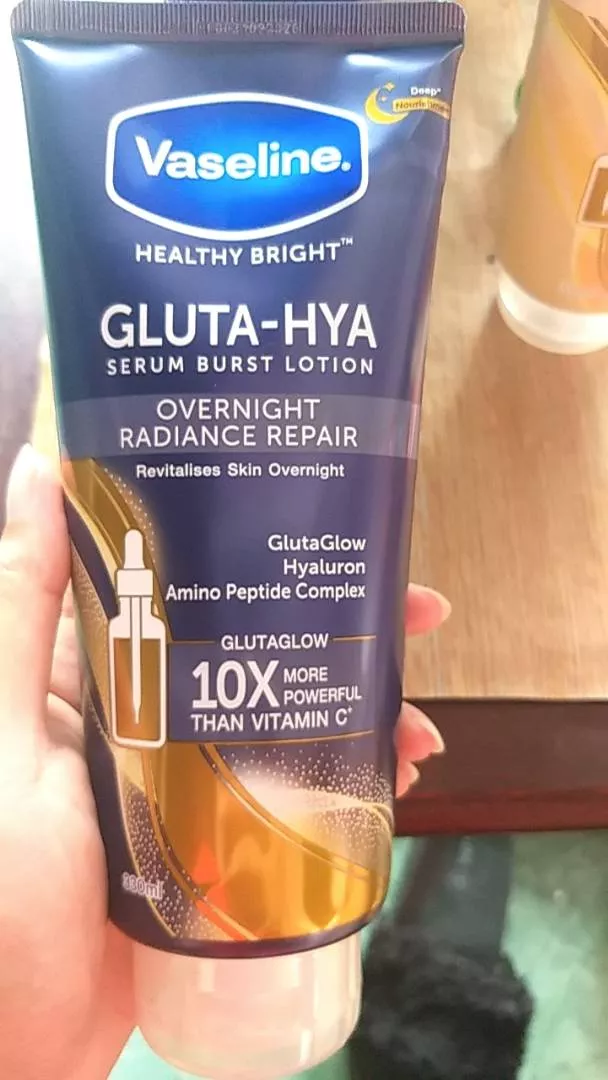 Deep*
Vaseline.
HEALTHY BRIGHT™
GLUTA-HYA
SERUM BURST LOTION
OVERNIGHT
RADIANCE REPAIR
Revitalises Skin Overnight
GlutaGlow
Hyaluron
Amino Peptide Complex
GLUTAGLOW
10X MORE
POWERFUL
THAN VITAMIN C*
330ml